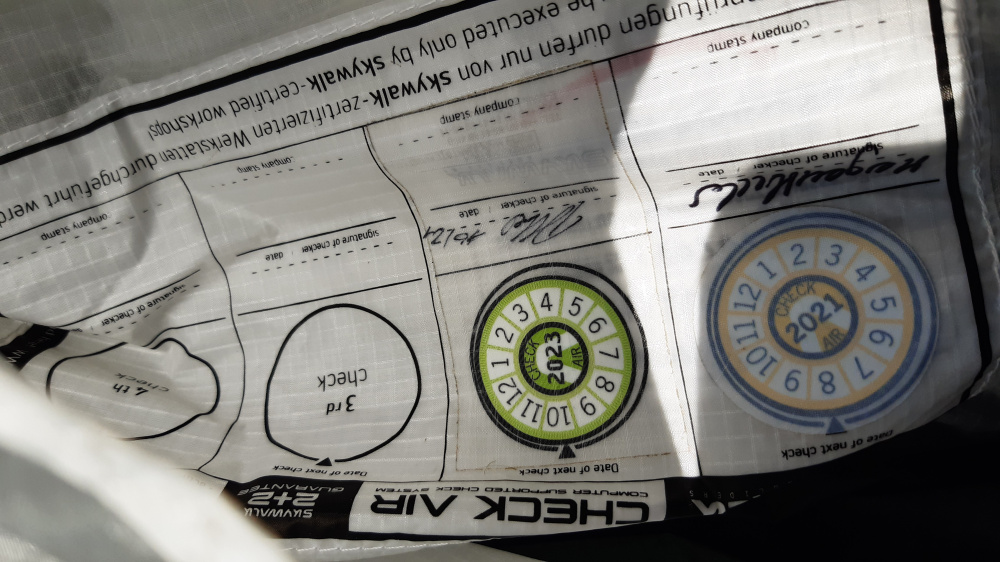 CHECK AIR
COMPUTER SUPPORTED CHECK SYSTEM
SKYWALK
2+2
GUARANTEE
Date of next check
1 2 3 4 5 6 7 8 9 10 11 12
CHECK
2021
AIR
signature of checker date
company stamp
Date of next check
1 2 3 4 5 6 7 8 9 10 11 12
CHECK
2023
AIR
signature of checker date
company stamp
Date of next check
3rd
check
signature of checker date
company stamp
4th
check
signature of checker date
company stamp
prüfungen dürfen nur von skywalk-zertifizierten Werkstätten durchgeführt werd
be executed only by skywalk-certified workshops!